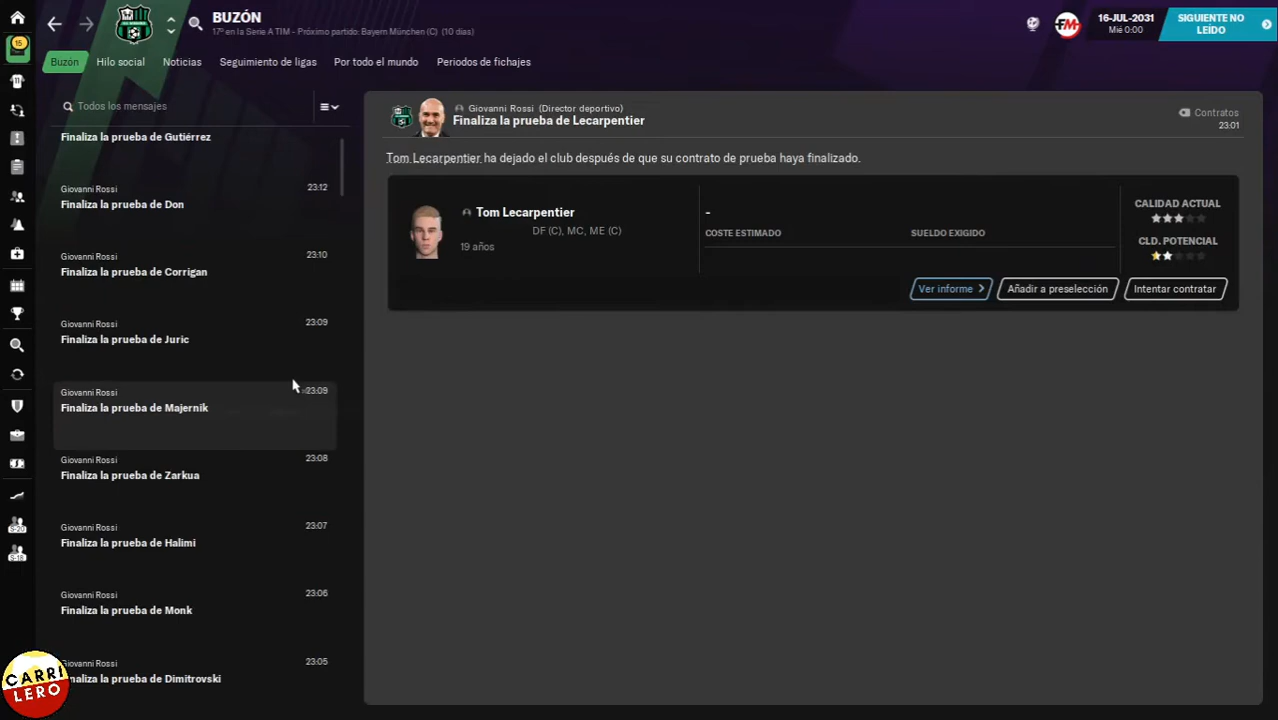 BUZÓN
17º en la Serie A TIM - Próximo partido: Bayern München (C) (10 días)
FM
16-JUL-2031
Mié 0:00
SIGUIENTE NO LEÍDO
15
Buzón
Hilo social
Noticias
Seguimiento de ligas
Por todo el mundo
Periodos de fichajes
Todos los mensajes
Finaliza la prueba de Gutiérrez
Giovanni Rossi 23:12
Finaliza la prueba de Don
Giovanni Rossi 23:10
Finaliza la prueba de Corrigan
Giovanni Rossi 23:09
Finaliza la prueba de Juric
Giovanni Rossi 23:09
Finaliza la prueba de Majernik
Giovanni Rossi 23:08
Finaliza la prueba de Zarkua
Giovanni Rossi 23:07
Finaliza la prueba de Halimi
Giovanni Rossi 23:06
Finaliza la prueba de Monk
Giovanni Rossi 23:05
Finaliza la prueba de Dimitrovski
Giovanni Rossi (Director deportivo)
Finaliza la prueba de Lecarpentier
Contratos
23:01
Tom Lecarpentier ha dejado el club después de que su contrato de prueba haya finalizado.
Tom Lecarpentier
DF (C), MC, ME (C)
19 años
-
COSTE ESTIMADO
SUELDO EXIGIDO
CALIDAD ACTUAL
CLD. POTENCIAL
Ver informe
Añadir a preselección
Intentar contratar
S-20
S-18
CARRI
LERO